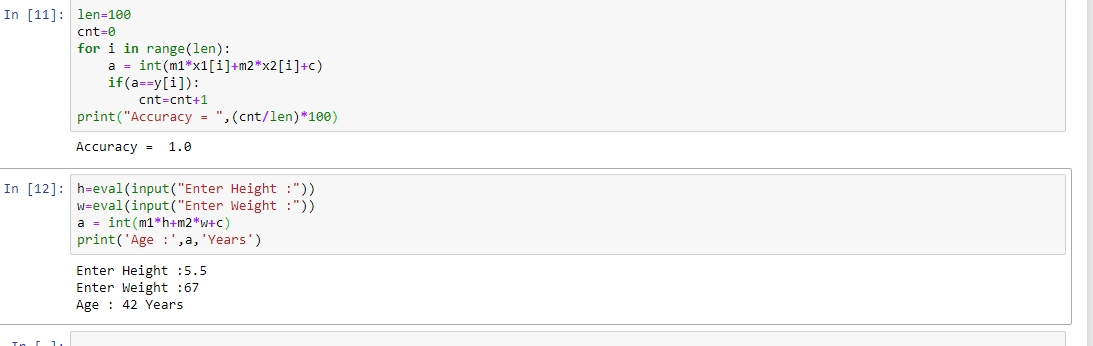 In [11]: len=100
cnt=0
for i in range(len):
    a = int(m1*x1[i]+m2*x2[i]+c)
    if(a==y[i]):
        cnt=cnt+1
print("Accuracy = ",(cnt/len)*100)
Accuracy =  1.0
In [12]: h=eval(input("Enter Height :"))
w=eval(input("Enter Weight :"))
a = int(m1*h+m2*w+c)
print('Age :',a,'Years')
Enter Height :5.5
Enter Weight :67
Age : 42 Years
In [ ]: